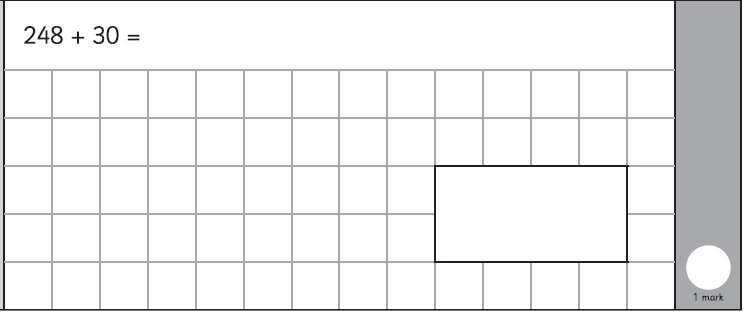 248 + 30 =
1 mark